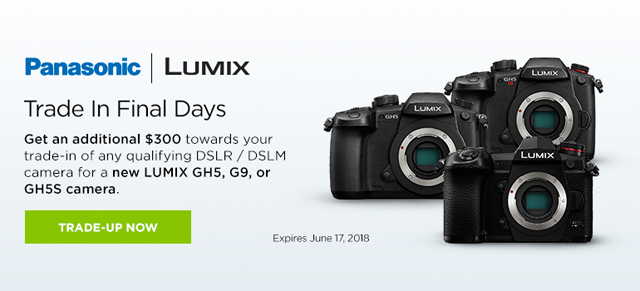 Panasonic | LUMIX
Trade In Final Days
Get an additional $300 towards your
trade-in of any qualifying DSLR / DSLM
camera for a new LUMIX GH5, G9, or
GH5S camera.
TRADE-UP NOW
Expires June 17, 2018
LUMIX
GH5
LUMIX
GH5
LUMIX